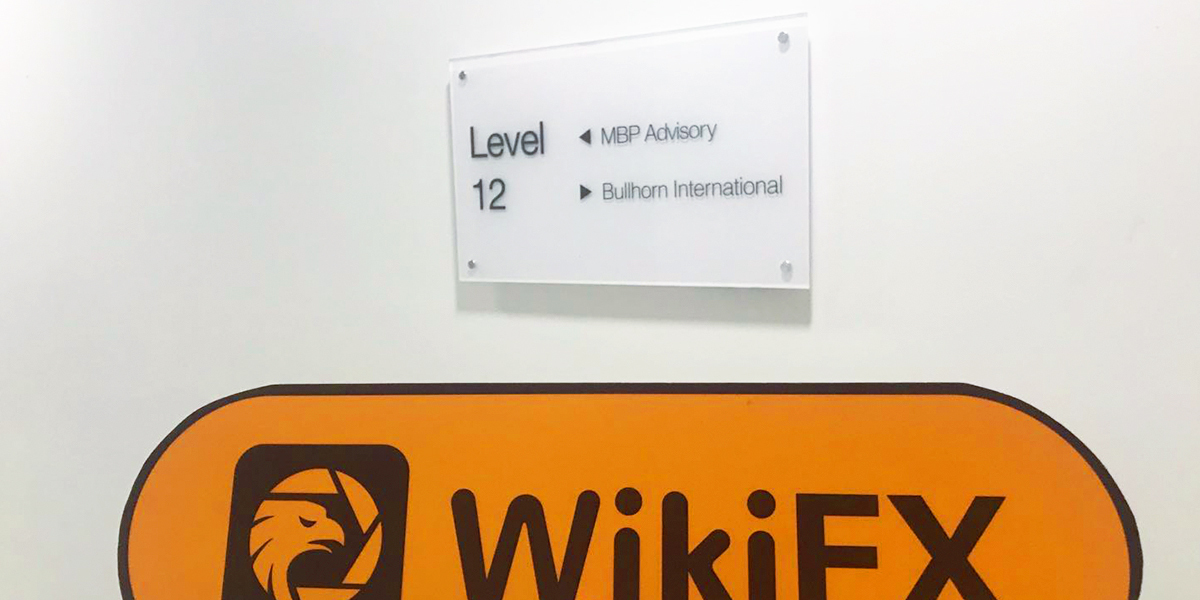 Level
12
◀ MBP Advisory
▶ Bullhorn International
WikiFX